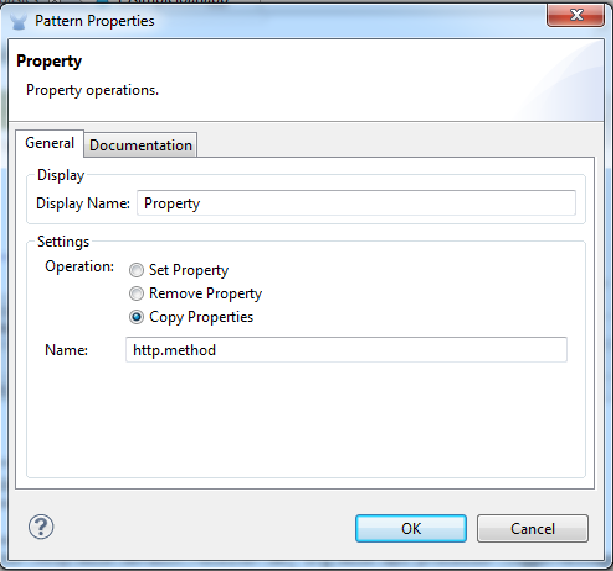 Pattern Properties
Property
Property operations.
General Documentation
Display
Display Name: Property
Settings
Operation: Set Property
Remove Property
Copy Properties
Name: http.method
? OK Cancel